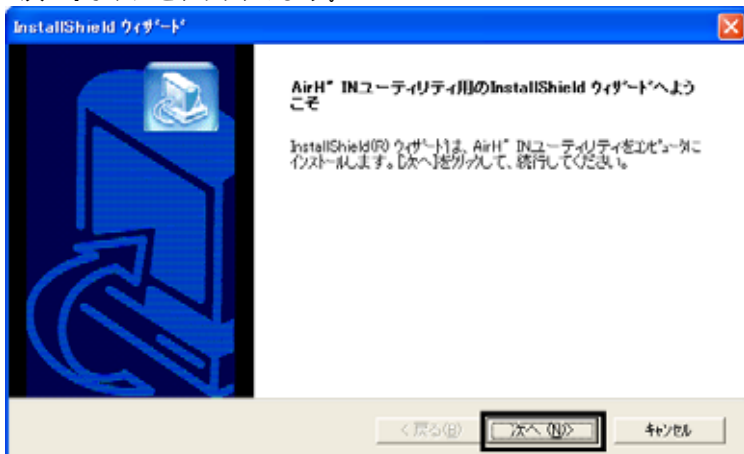 InstallShield ウィザード
AirH" INユーティリティ用のInstallShield ウィザードへよう
こそ
InstallShield(R) ウィザードは、AirH" INユーティリティをコンピュータに
インストールします。[次へ]をクリックして、続行してください。
< 戻る(B)
次へ (N)>
キャンセル